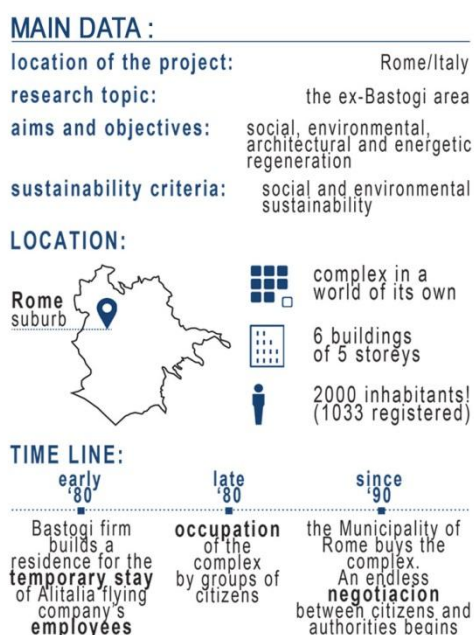 MAIN DATA :
location of the project: Rome/Italy
research topic: the ex-Bastogi area
aims and objectives: social, environmental,
architectural and energetic
regeneration
sustainability criteria: social and environmental
sustainability
LOCATION:
Rome
suburb
complex in a
world of its own
6 buildings
of 5 storeys
2000 inhabitants!
(1033 registered)
TIME LINE:
early
'80
Bastogi firm
builds a
residence for the
temporary stay
of Alitalia flying
company's
employees
late
'80
occupation
of the
complex
by groups of
citizens
since
'90
the Municipality of
Rome buys the
complex.
An endless
negotiation
between citizens and
authorities begins